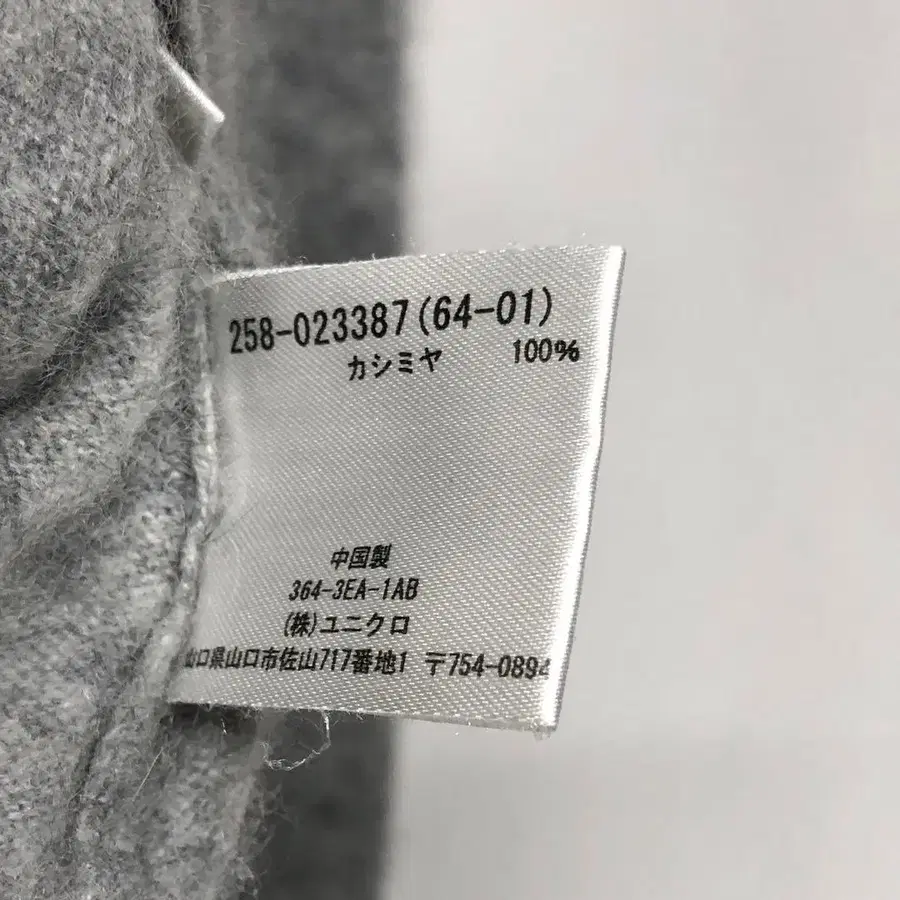 258-023387(64-01)
カシミヤ 100%
中国製
364-3EA-1AB
(株)ユニクロ
山口県山口市佐山717番地1 〒754-0894